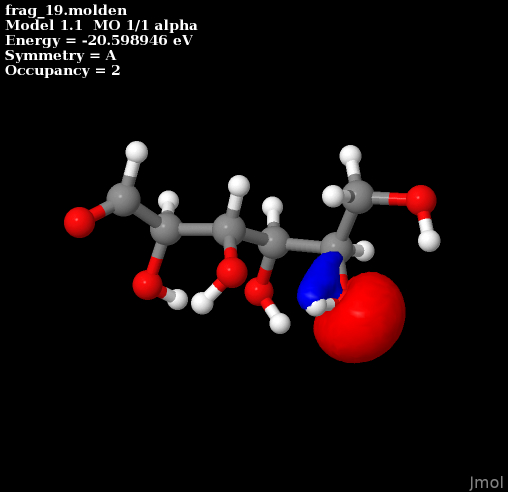 frag_19.molden
Model 1.1  MO 1/1 alpha
Energy = -20.598946 eV
Symmetry = A
Occupancy = 2
Jmol